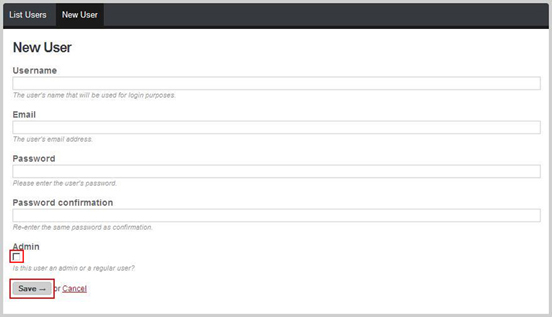 List Users New User
New User
Username
The user's name that will be used for login purposes.
Email
The user's email address.
Password
Please enter the user's password.
Password confirmation
Re-enter the same password as confirmation.
Admin
Is this user an admin or a regular user?
Save → or Cancel